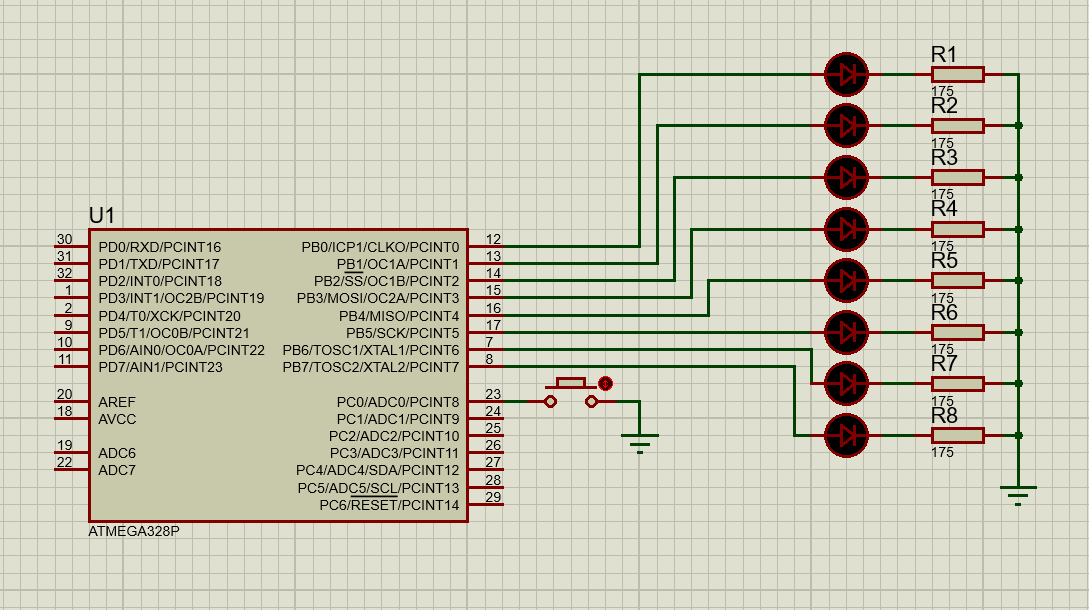 U1
30 PD0/RXD/PCINT16 PB0/ICP1/CLKO/PCINT0 12
31 PD1/TXD/PCINT17 PB1/OC1A/PCINT1 13
32 PD2/INT0/PCINT18 PB2/SS/OC1B/PCINT2 14
1 PD3/INT1/OC2B/PCINT19 PB3/MOSI/OC2A/PCINT3 15
2 PD4/T0/XCK/PCINT20 PB4/MISO/PCINT4 16
9 PD5/T1/OC0B/PCINT21 PB5/SCK/PCINT5 17
10 PD6/AIN0/OC0A/PCINT22 PB6/TOSC1/XTAL1/PCINT6 7
11 PD7/AIN1/PCINT23 PB7/TOSC2/XTAL2/PCINT7 8
20 AREF PC0/ADC0/PCINT8 23
18 AVCC PC1/ADC1/PCINT9 24
PC2/ADC2/PCINT10 25
19 ADC6 PC3/ADC3/PCINT11 26
22 ADC7 PC4/ADC4/SDA/PCINT12 27
PC5/ADC5/SCL/PCINT13 28
PC6/RESET/PCINT14 29
ATMEGA328P
R1
175
R2
175
R3
175
R4
175
R5
175
R6
175
R7
175
R8
175